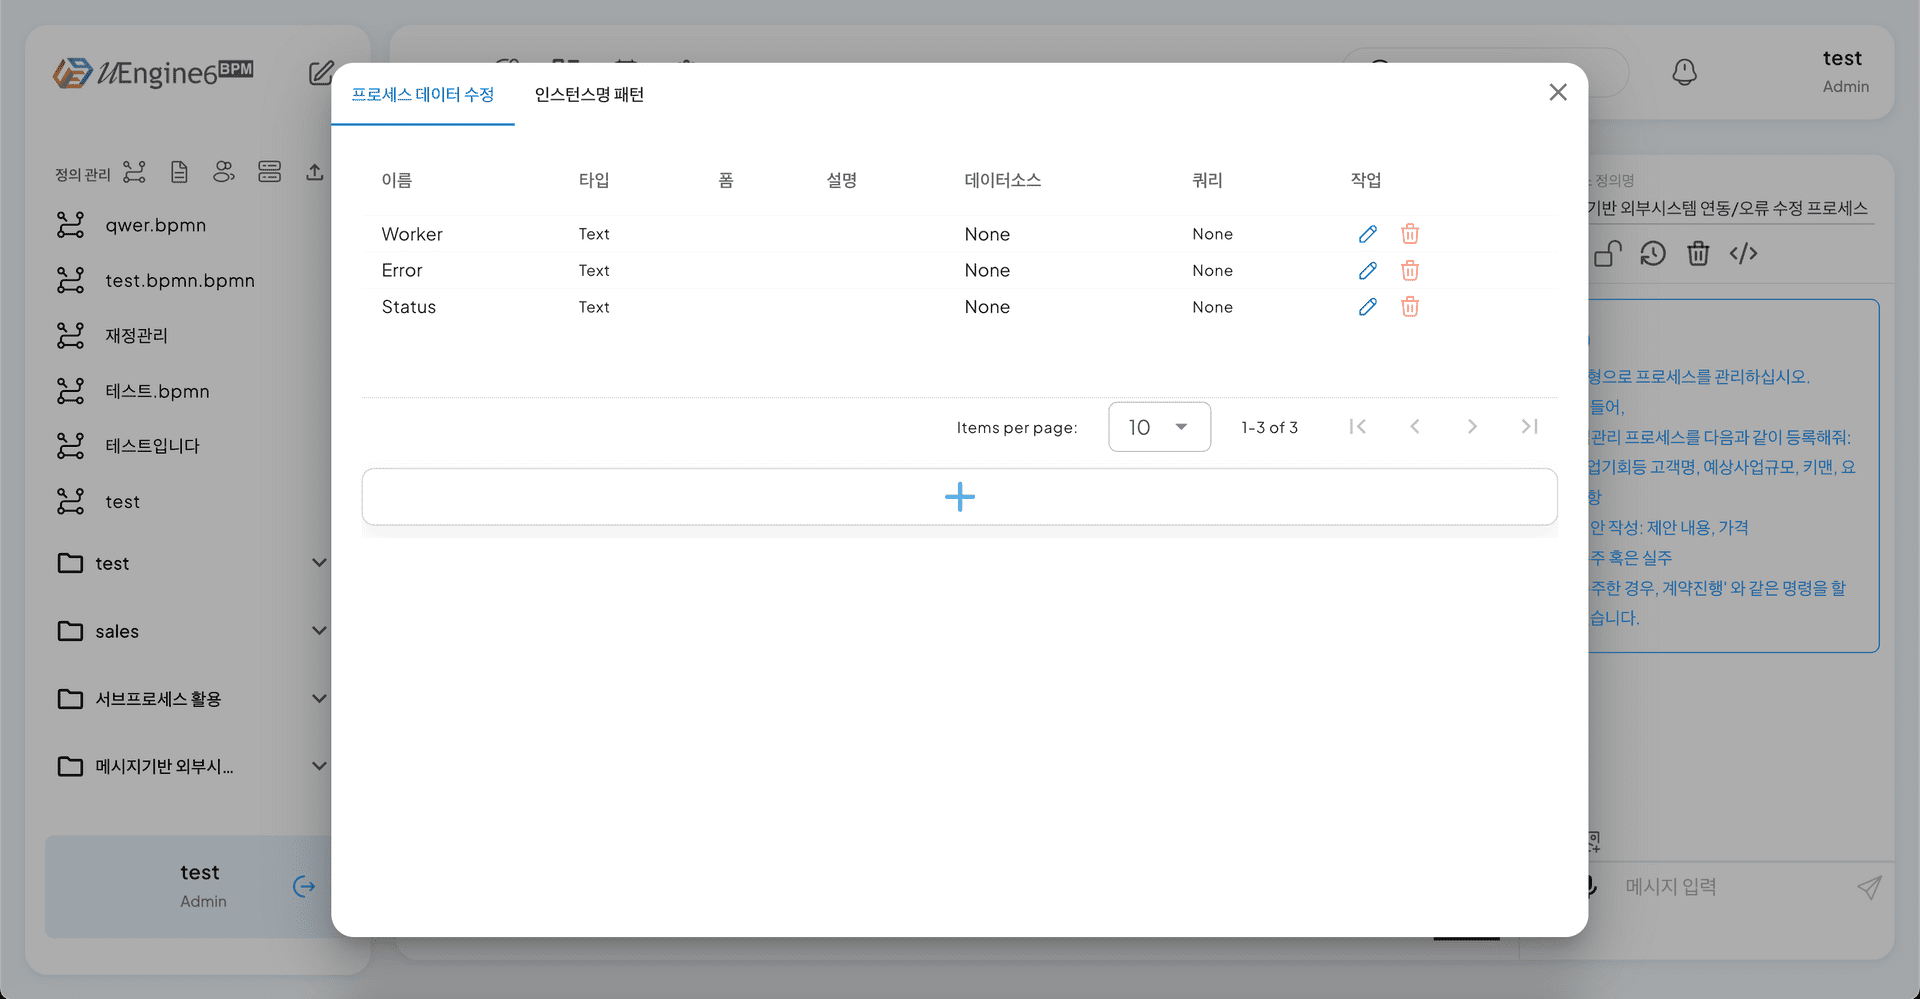 UEngine6 BPM
정의 관리
qwer.bpmn
test.bpmn.bpmn
재정관리
테스트.bpmn
테스트입니다
test
test
sales
서브프로세스 활용
메시지기반 외부시...
test
Admin
프로세스 데이터 수정 인스턴스명 패턴
이름 타입 폼 설명 데이터소스 쿼리 작업
Worker Text None None
Error Text None None
Status Text None None
Items per page: 10 1-3 of 3
test
Admin
정의명
기반 외부시스템 연동/오류 수정 프로세스
형으로 프로세스를 관리하십시오.
들어,
관리 프로세스를 다음과 같이 등록해줘:
업기회등 고객명, 예상사업규모, 키맨, 요
항
안 작성: 제안 내용, 가격
주 혹은 실주
주한 경우, 계약진행' 와 같은 명령을 할
습니다.
메시지 입력